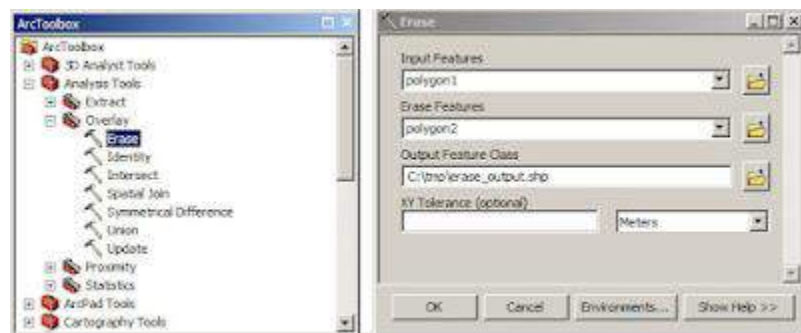 ArcToolbox
ArcToolbox
3D Analyst Tools
Analysis Tools
Extract
Overlay
Erase
Identity
Intersect
Spatial Join
Symmetrical Difference
Union
Update
Proximity
Statistics
ArcPad Tools
Cartography Tools
Erase
Input Features
polygon1
Erase Features
polygon2
Output Feature Class
C:\tmp\erase_output.shp
XY Tolerance (optional)
Meters
OK
Cancel
Environments...
Show Help >>